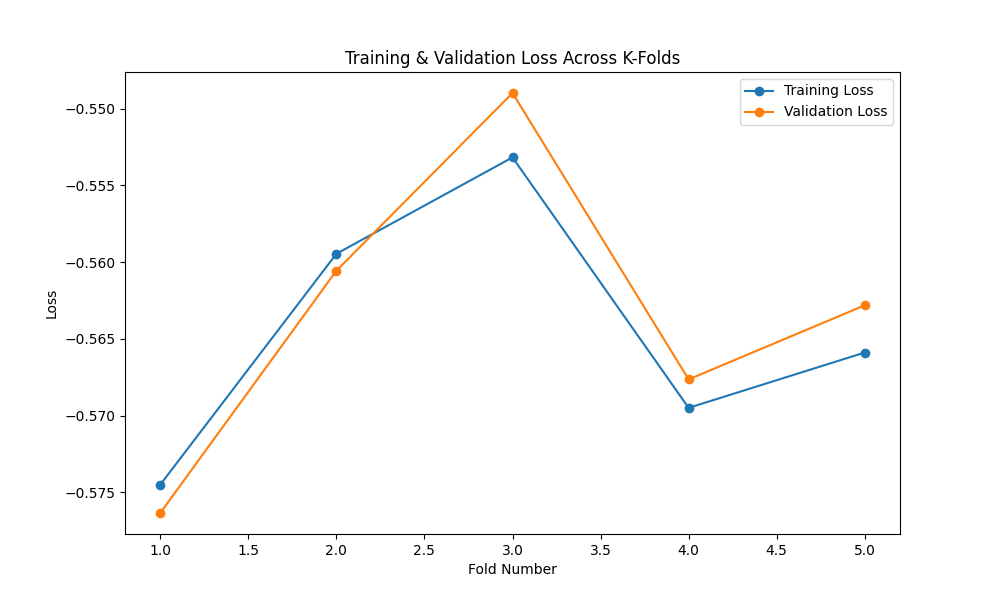 Training & Validation Loss Across K-Folds
Training Loss
Validation Loss
Loss
−0.550
−0.555
−0.560
−0.565
−0.570
−0.575
1.0 1.5 2.0 2.5 3.0 3.5 4.0 4.5 5.0
Fold Number